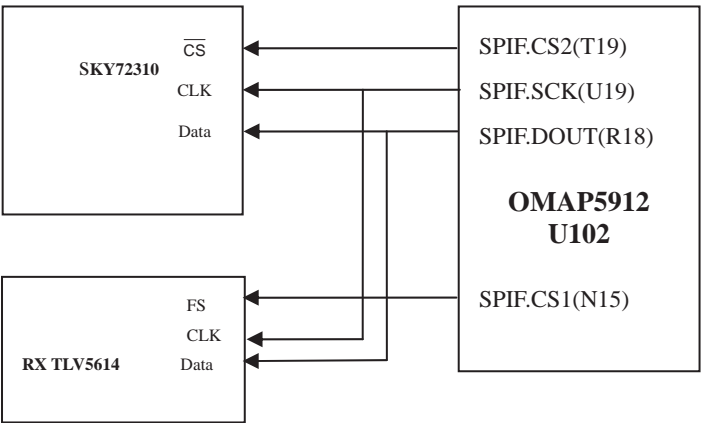 CS
SKY72310
CLK
Data
SPIF.CS2(T19)
SPIF.SCK(U19)
SPIF.DOUT(R18)
OMAP5912
U102
SPIF.CS1(N15)
FS
CLK
RX TLV5614
Data